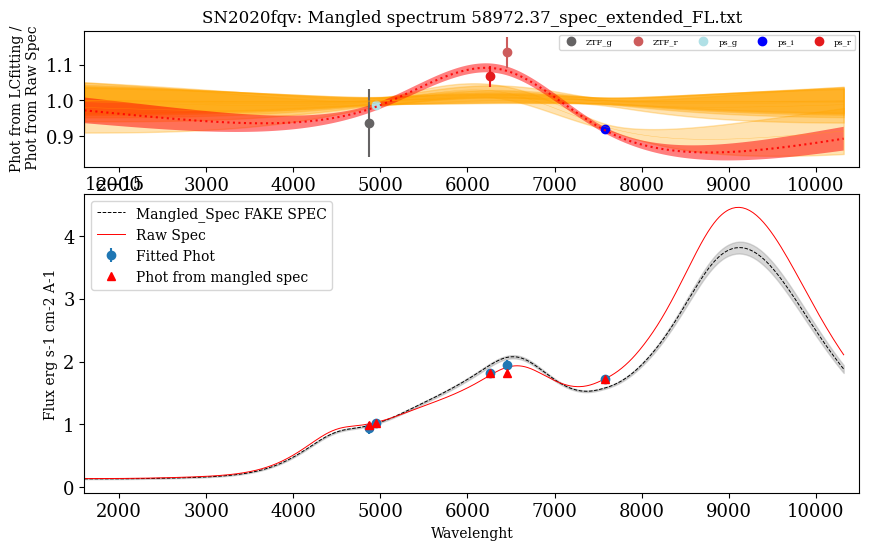 SN2020fqv: Mangled spectrum 58972.37_spec_extended_FL.txt
Phot from LCfitting /
Phot from Raw Spec
1.1
1.0
0.9
ZTF_g ZTF_r ps_g ps_i ps_r
2000 3000 4000 5000 6000 7000 8000 9000 10000
Flux erg s-1 cm-2 A-1
4
3
2
1
0
Mangled_Spec FAKE SPEC
Raw Spec
Fitted Phot
Phot from mangled spec
2000 3000 4000 5000 6000 7000 8000 9000 10000
Wavelenght